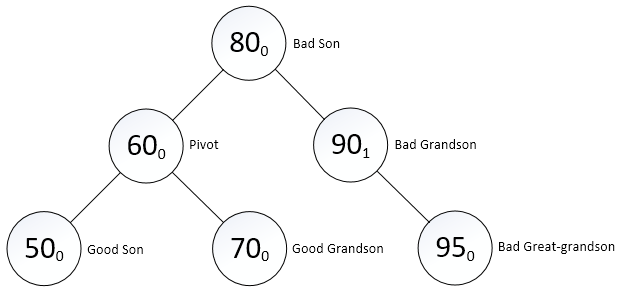 80₀ Bad Son
60₀ Pivot
90₁ Bad Grandson
50₀ Good Son
70₀ Good Grandson
95₀ Bad Great-grandson